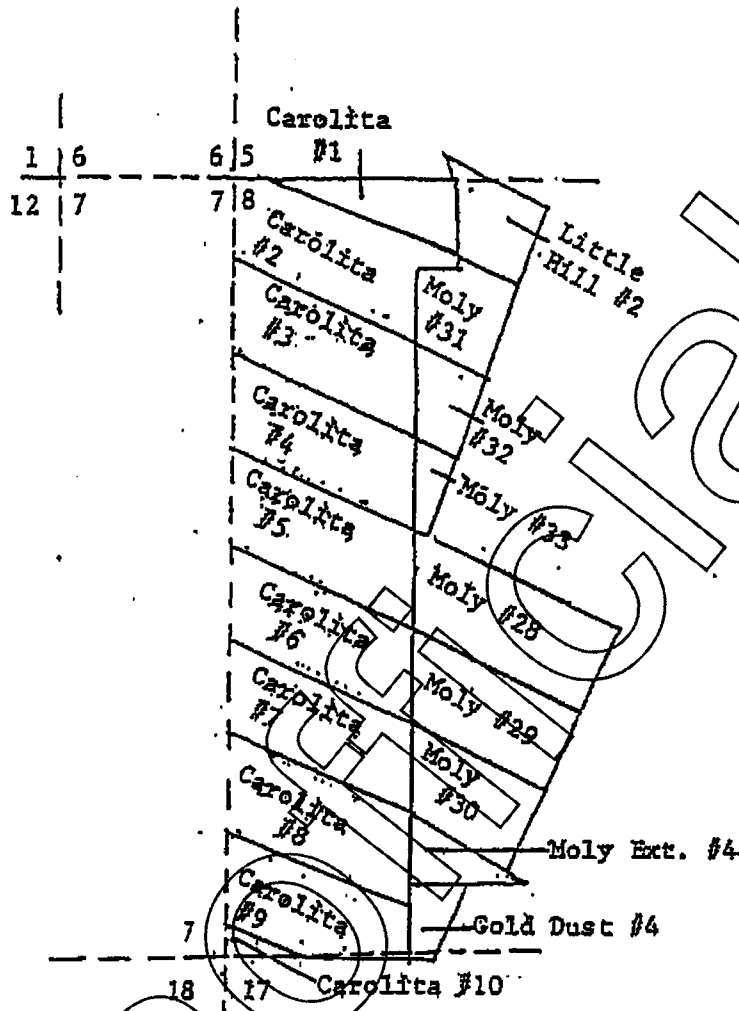 Carolita
#1
1 6
6 5
12 7
7 8
Carolita
#2
Little
Hill #2
Moly
#31
Carolita
#3
Moly
#32
Carolita
#4
Moly #33
Carolita
#5
Moly #28
Carolita
#6
Moly #29
Carolita
#7
Moly
#30
Carolita
#8
Moly Ext. #4
Carolita
#9
Gold Dust #4
7
18 17
Carolita #10